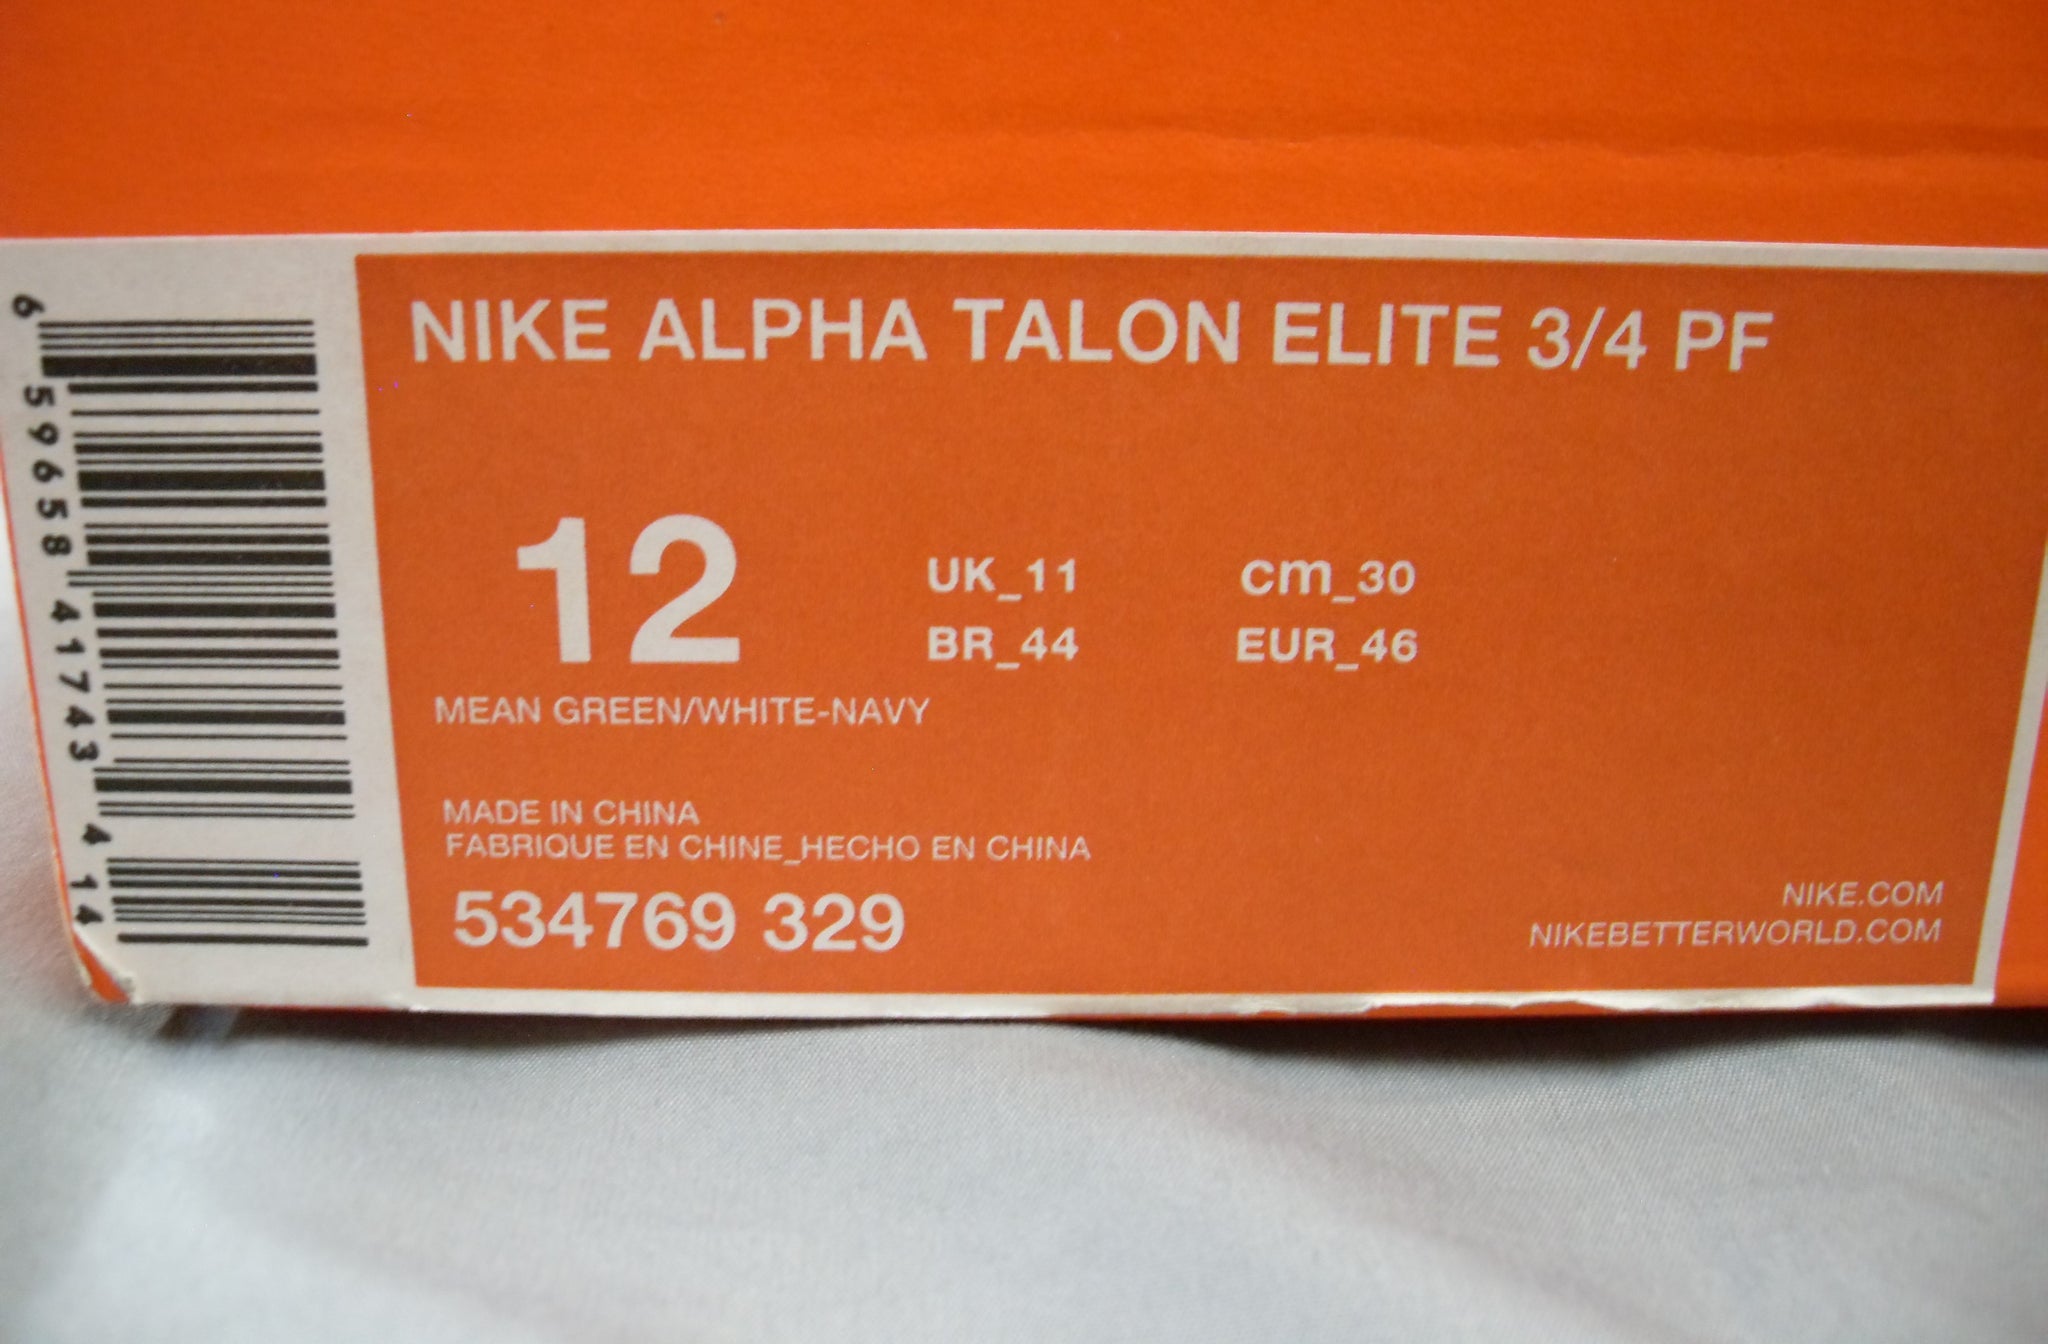 NIKE ALPHA TALON ELITE 3/4 PF
12
UK_11 cm_30
BR_44 EUR_46
MEAN GREEN/WHITE-NAVY
MADE IN CHINA
FABRIQUE EN CHINE_HECHO EN CHINA
534769 329
NIKE.COM
NIKEBETTERWORLD.COM
6 59658 41743 4 14